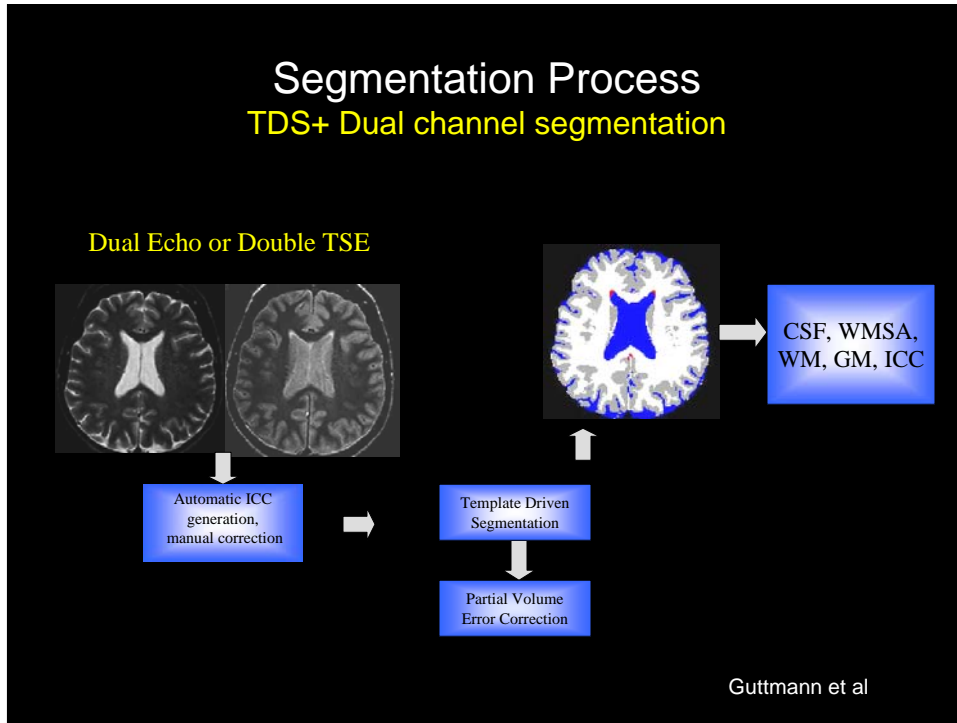 Segmentation Process
TDS+ Dual channel segmentation
Dual Echo or Double TSE
CSF, WMSA,
WM, GM, ICC
Automatic ICC
generation,
manual correction
Template Driven
Segmentation
Partial Volume
Error Correction
Guttmann et al